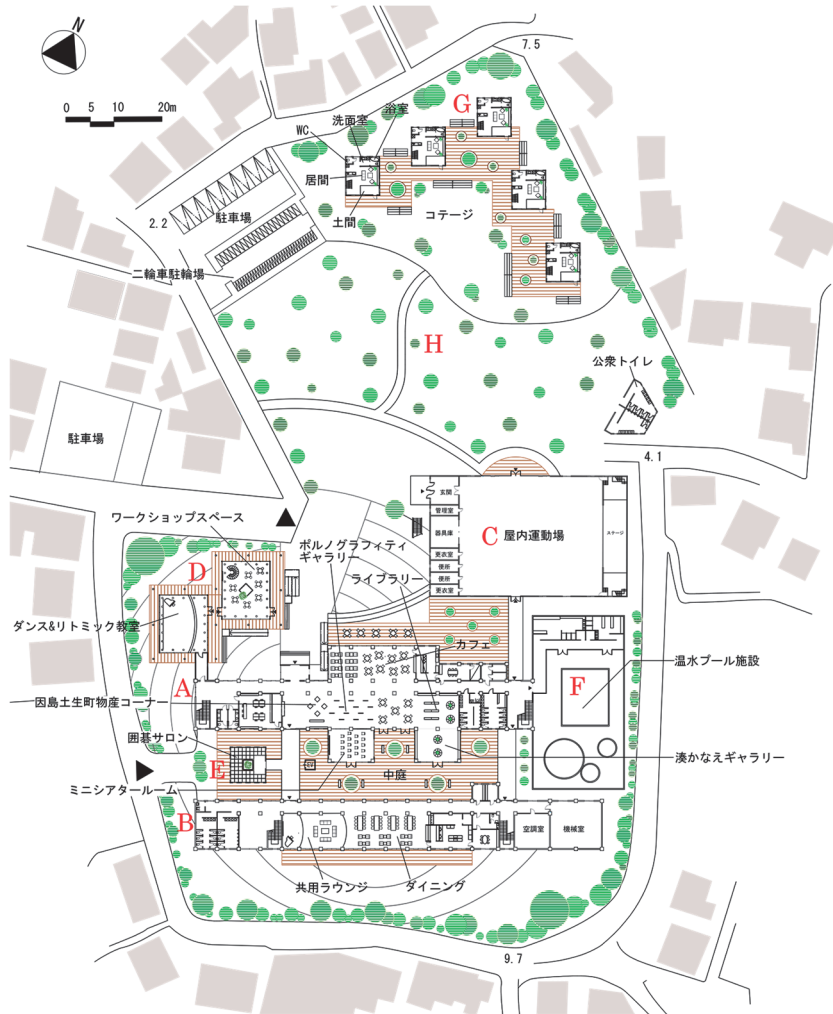 N
7.5
0 5 10 20m
G
浴室
洗面室
WC
居間
土間
コテージ
2.2
駐車場
二輪車駐輪場
H
公衆トイレ
駐車場
4.1
玄関
管理室
器具庫
更衣室
便所
便所
更衣室
C 屋内運動場
ステージ
ワークショップスペース
ポルノグラフィティ
ギャラリー
ライブラリー
D
ダンス&リトミック教室
カフェ
温水プール施設
A
F
因島土生町物産コーナー
囲碁サロン
E
EV
中庭
湊かなえギャラリー
ミニシアタールーム
B
空調室
機械室
共用ラウンジ
ダイニング
9.7